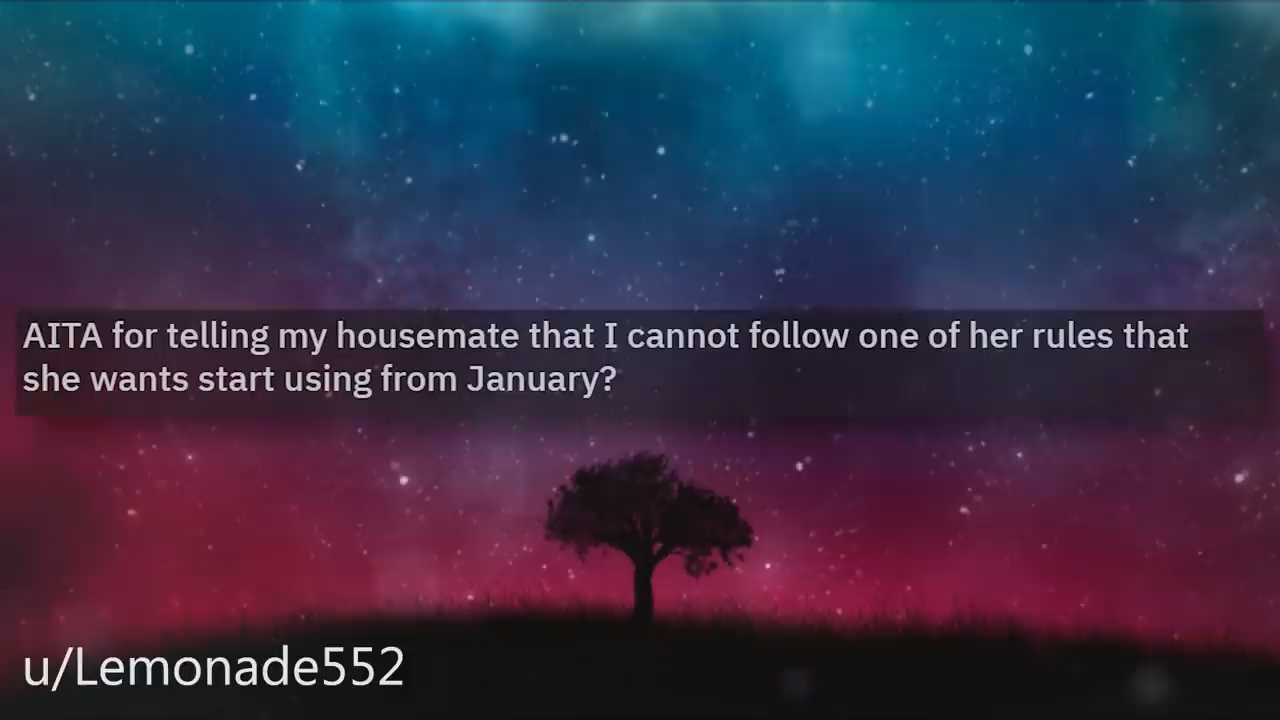 AITA for telling my housemate that I cannot follow one of her rules that
she wants start using from January?
u/Lemonade552